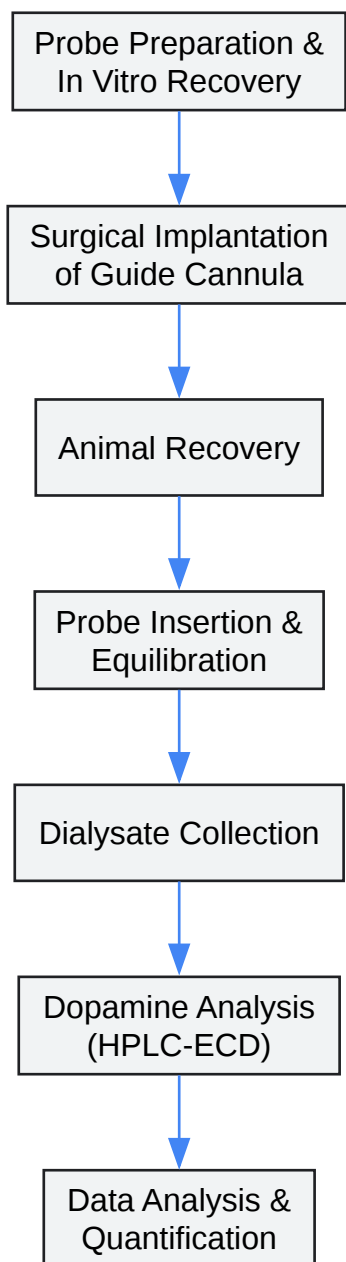 Probe Preparation &
In Vitro Recovery
Surgical Implantation
of Guide Cannula
Animal Recovery
Probe Insertion &
Equilibration
Dialysate Collection
Dopamine Analysis
(HPLC-ECD)
Data Analysis &
Quantification